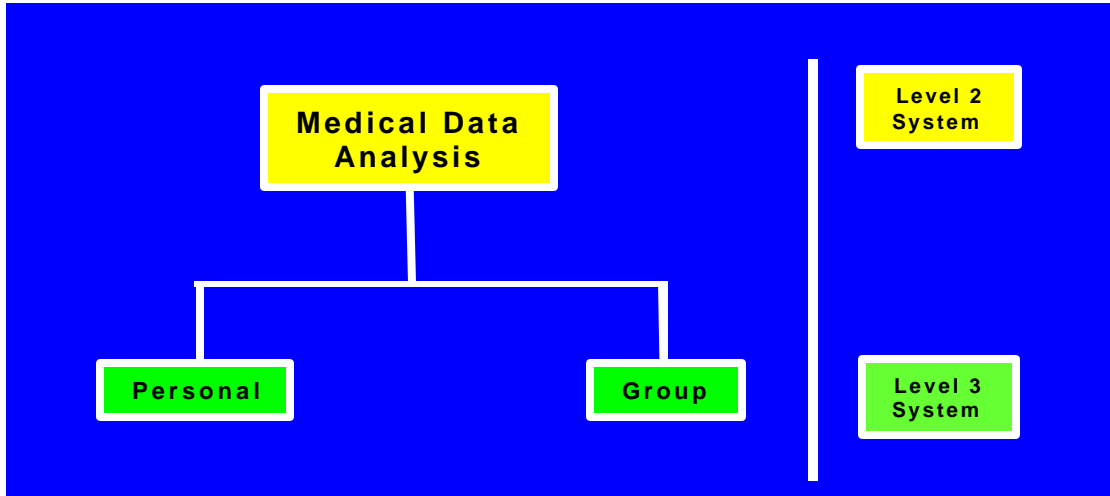 Medical Data
Analysis
Level 2
System
Personal
Group
Level 3
System